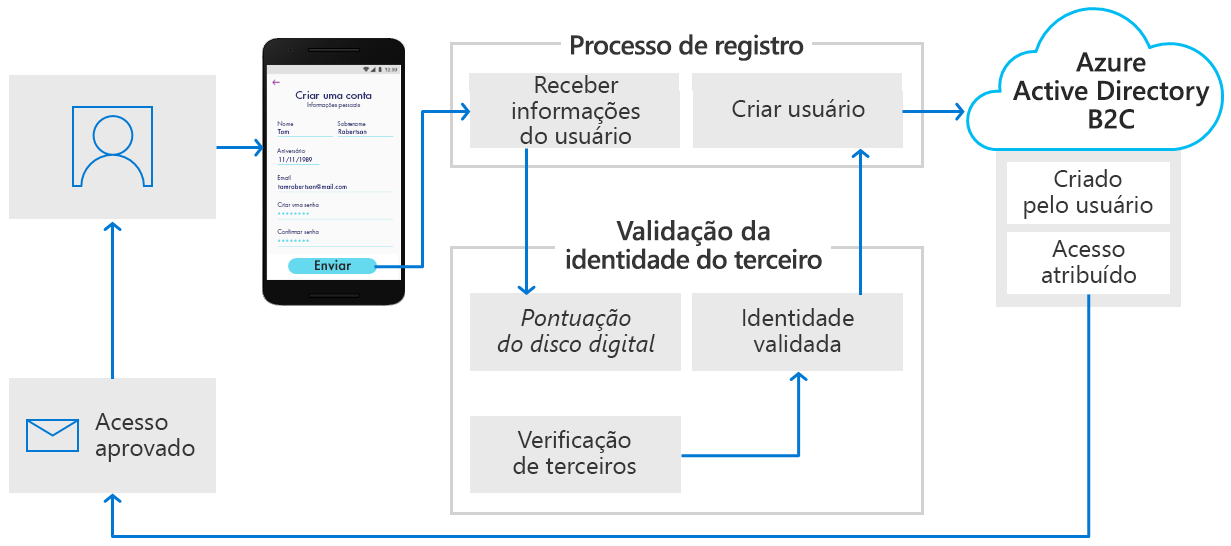 12:30
Criar uma conta
Informações pessoais
Nome
Sobrenome
Tom
Robertson
Aniversário
11/11/1989
Email
tomrobertson@mail.com
Criar uma senha
********
Confirmar senha
********
Enviar
Processo de registro
Receber
informações
do usuário
Criar usuário
Azure
Active Directory
B2C
Criado
pelo usuário
Acesso
atribuído
Validação da
identidade do terceiro
Pontuação
do disco digital
Identidade
validada
Verificação
de terceiros
Acesso
aprovado